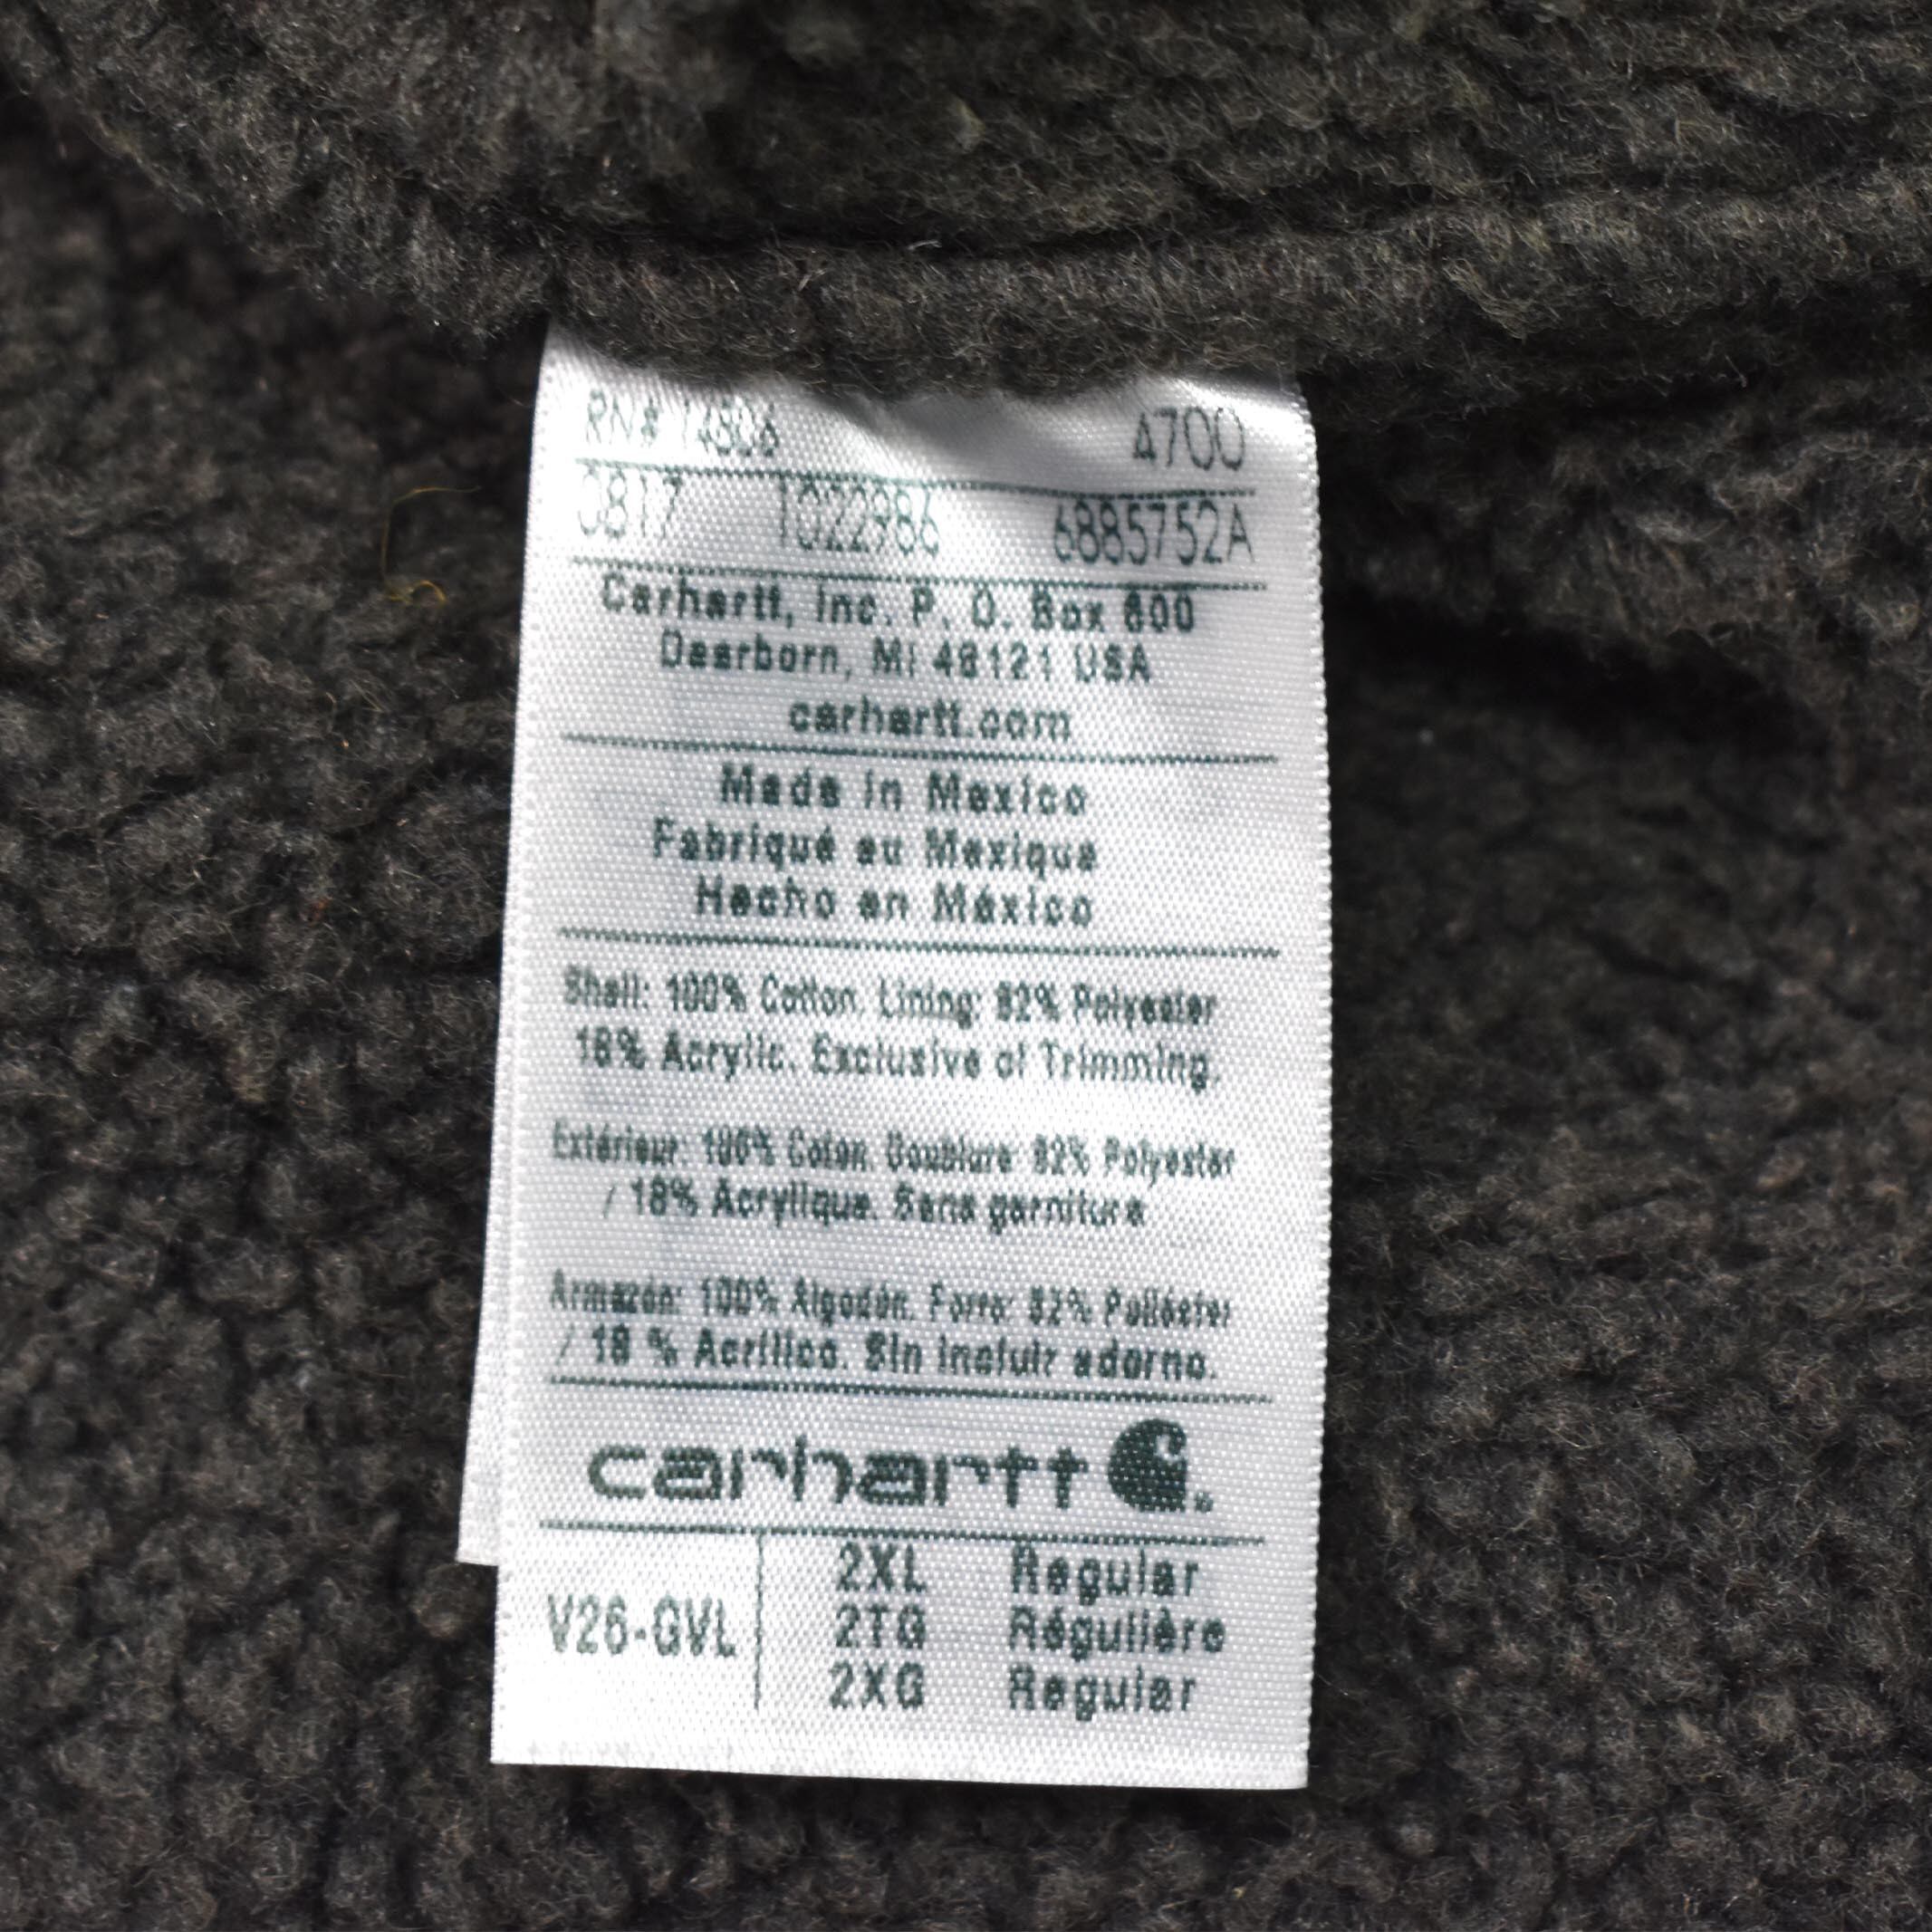 RN# 14806 4700
0817 1022986 6885752A
Carhartt, Inc. P. O. Box 600
Dearborn, MI 48121 USA
carhartt.com
Made in Mexico
Fabriqué au Mexique
Hecho en México
Shell: 100% Cotton. Lining: 82% Polyester
18% Acrylic. Exclusive of Trimming.
Extérieur: 100% Coton. Doublure: 82% Polyester
/ 18% Acrylique. Sans garniture
Armazón: 100% Algodón. Forro: 82% Poliéster
/ 18 % Acrílico. Sin incluir adorno.
carhartt
V26-GVL 2XL Regular
2TG Régulière
2XG Regular